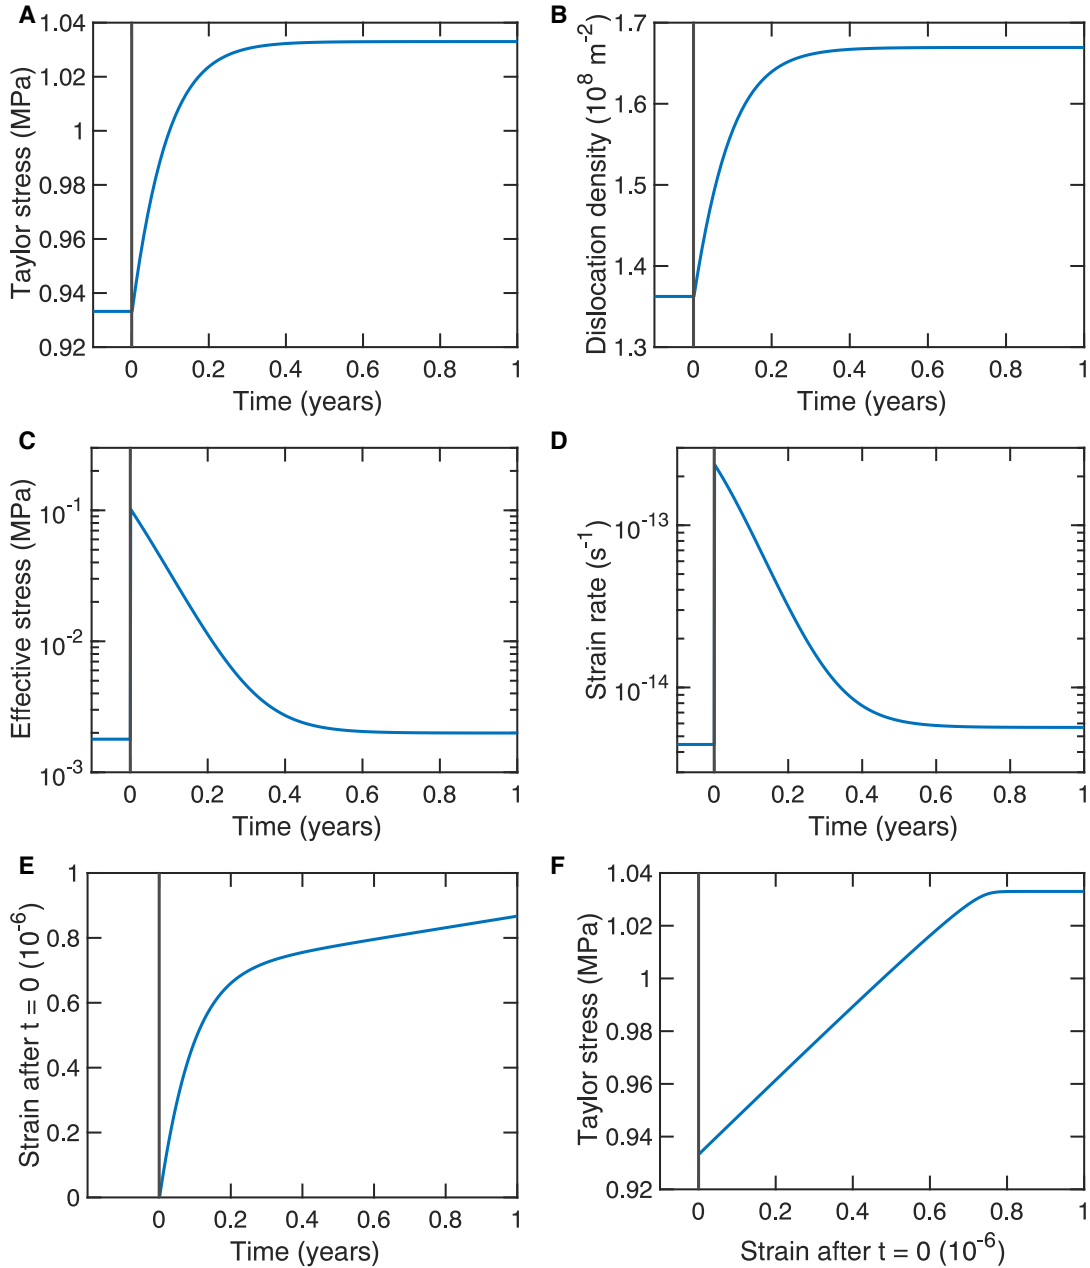 A
Taylor stress (MPa)
1.04
1.02
1
0.98
0.96
0.94
0.92
0 0.2 0.4 0.6 0.8 1
Time (years)
B
Dislocation density (10^8 m^-2)
1.7
1.6
1.5
1.4
1.3
0 0.2 0.4 0.6 0.8 1
Time (years)
C
Effective stress (MPa)
10^-1
10^-2
10^-3
0 0.2 0.4 0.6 0.8 1
Time (years)
D
Strain rate (s^-1)
10^-13
10^-14
0 0.2 0.4 0.6 0.8 1
Time (years)
E
Strain after t = 0 (10^-6)
1
0.8
0.6
0.4
0.2
0
0 0.2 0.4 0.6 0.8 1
Time (years)
F
Taylor stress (MPa)
1.04
1.02
1
0.98
0.96
0.94
0.92
0 0.2 0.4 0.6 0.8 1
Strain after t = 0 (10^-6)